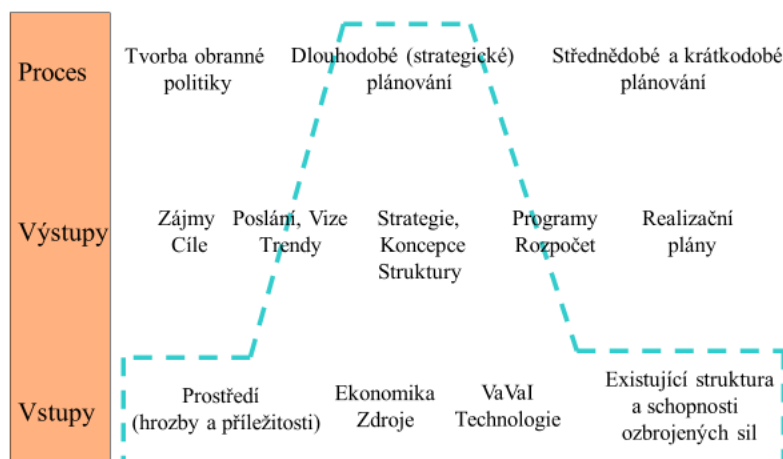 Proces
Tvorba obranné
politiky
Dlouhodobé (strategické)
plánování
Střednědobé a krátkodobé
plánování
Výstupy
Zájmy
Cíle
Poslání, Vize
Trendy
Strategie,
Koncepce
Struktury
Programy
Rozpočet
Realizační
plány
Vstupy
Prostředí
(hrozby a příležitosti)
Ekonomika
Zdroje
VaVaI
Technologie
Existující struktura
a schopnosti
ozbrojených sil